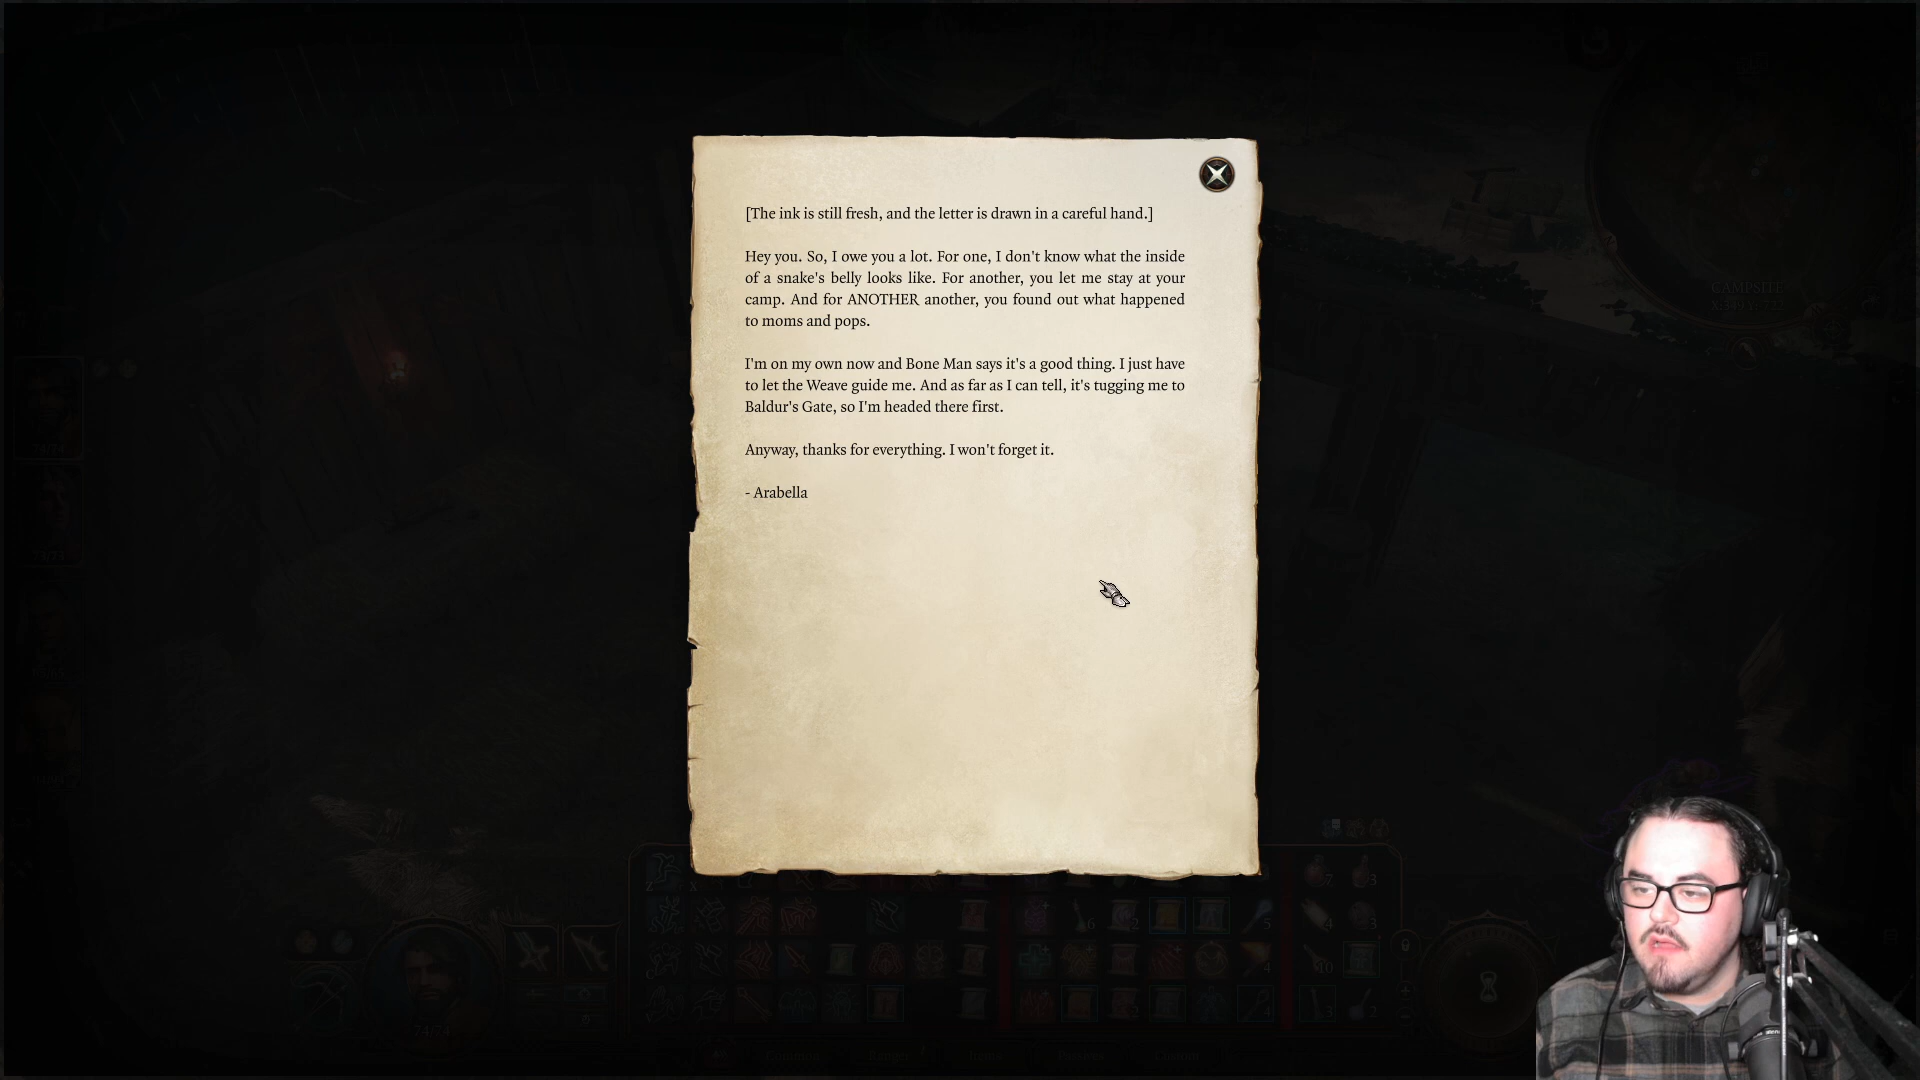 [The ink is still fresh, and the letter is drawn in a careful hand.]
Hey you. So, I owe you a lot. For one, I don't know what the inside
of a snake's belly looks like. For another, you let me stay at your
camp. And for ANOTHER another, you found out what happened
to moms and pops.
I'm on my own now and Bone Man says it's a good thing. I just have
to let the Weave guide me. And as far as I can tell, it's tugging me to
Baldur's Gate, so I'm headed there first.
Anyway, thanks for everything. I won't forget it.
- Arabella
CAMPSITE
74/74